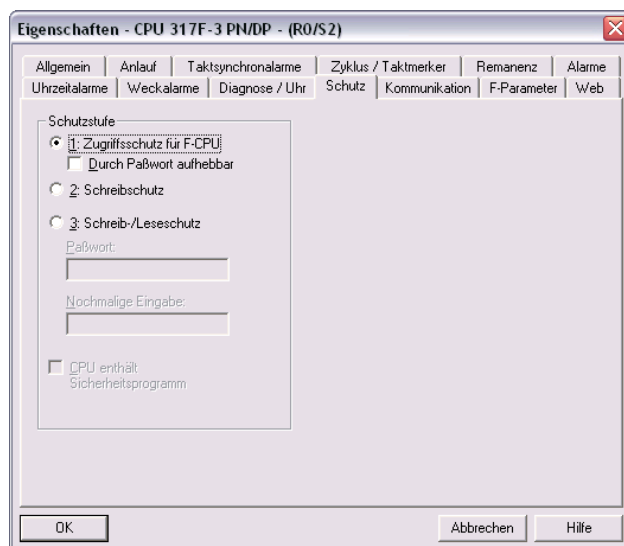 Eigenschaften - CPU 317F-3 PN/DP - (R0/S2)
Allgemein Anlauf Taktsynchronalarme Zyklus / Taktmerker Remanenz Alarme
Uhrzeitalarme Weckalarme Diagnose / Uhr Schutz Kommunikation F-Parameter Web
Schutzstufe
1: Zugriffsschutz für F-CPU
Durch Paßwort aufhebbar
2: Schreibschutz
3: Schreib-/Leseschutz
Paßwort:
Nochmalige Eingabe:
CPU enthält
Sicherheitsprogramm
OK Abbrechen Hilfe